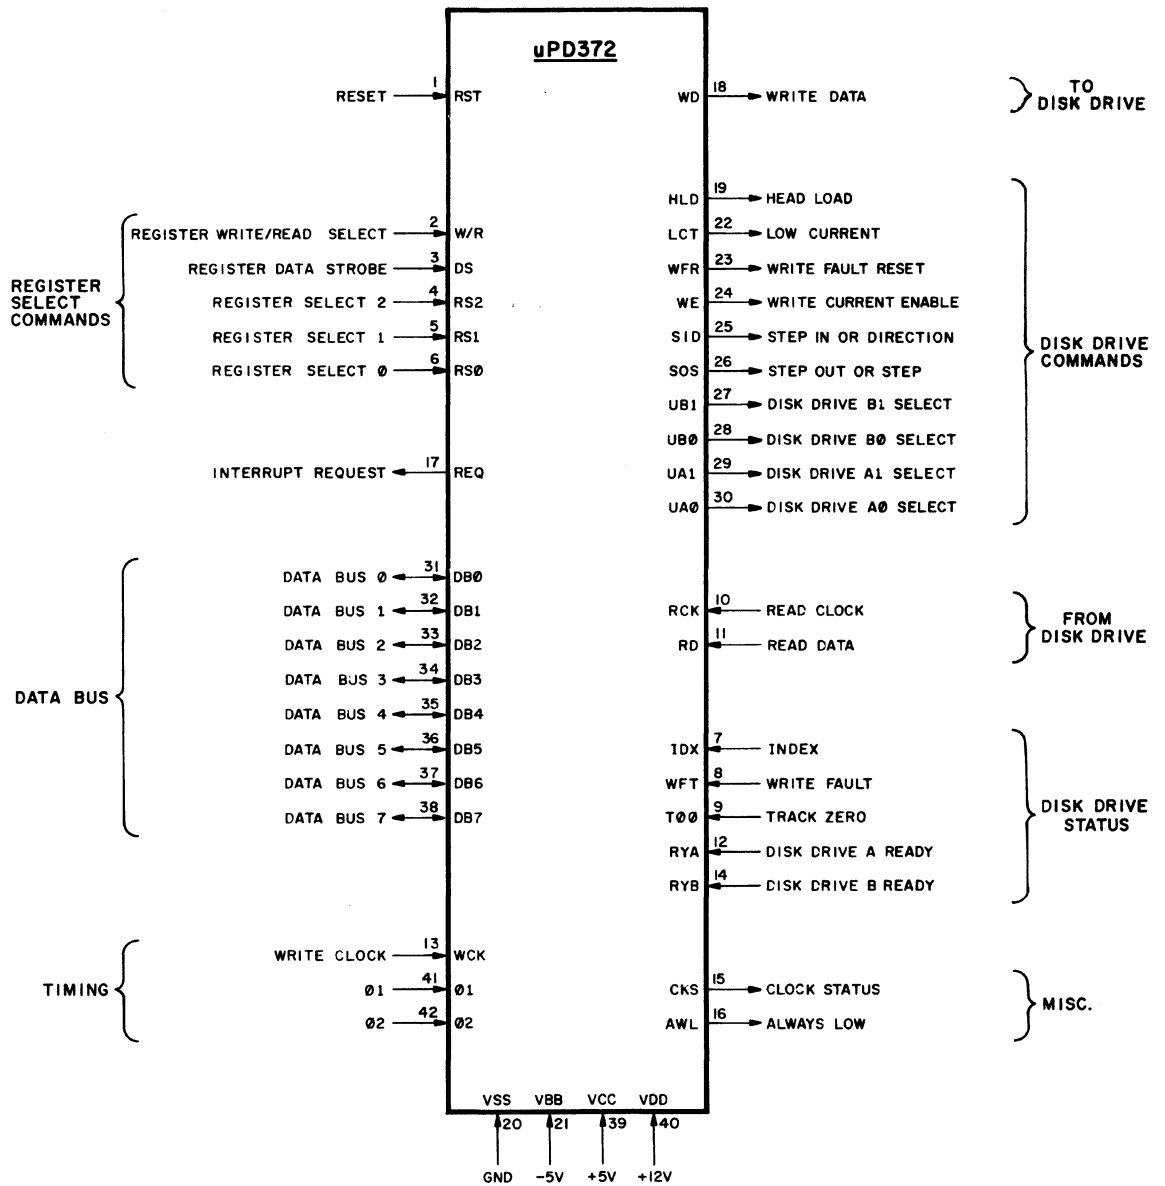 uPD372
RESET 1 RST
WD 18 WRITE DATA
TO
DISK DRIVE
REGISTER
SELECT
COMMANDS
REGISTER WRITE/READ SELECT 2 W/R
REGISTER DATA STROBE 3 DS
REGISTER SELECT 2 4 RS2
REGISTER SELECT 1 5 RS1
REGISTER SELECT 0 6 RS0
INTERRUPT REQUEST 17 REQ
HLD 19 HEAD LOAD
LCT 22 LOW CURRENT
WFR 23 WRITE FAULT RESET
WE 24 WRITE CURRENT ENABLE
SID 25 STEP IN OR DIRECTION
SOS 26 STEP OUT OR STEP
UB1 27 DISK DRIVE B1 SELECT
UB0 28 DISK DRIVE B0 SELECT
UA1 29 DISK DRIVE A1 SELECT
UA0 30 DISK DRIVE A0 SELECT
DISK DRIVE
COMMANDS
DATA BUS
DATA BUS 0 31 DB0
DATA BUS 1 32 DB1
DATA BUS 2 33 DB2
DATA BUS 3 34 DB3
DATA BUS 4 35 DB4
DATA BUS 5 36 DB5
DATA BUS 6 37 DB6
DATA BUS 7 38 DB7
RCK 10 READ CLOCK
RD 11 READ DATA
FROM
DISK DRIVE
IDX 7 INDEX
WFT 8 WRITE FAULT
T00 9 TRACK ZERO
RYA 12 DISK DRIVE A READY
RYB 14 DISK DRIVE B READY
DISK DRIVE
STATUS
TIMING
WRITE CLOCK 13 WCK
Ø1 41 Ø1
Ø2 42 Ø2
CKS 15 CLOCK STATUS
AWL 16 ALWAYS LOW
MISC.
VSS VBB VCC VDD
20 21 39 40
GND -5V +5V +12V